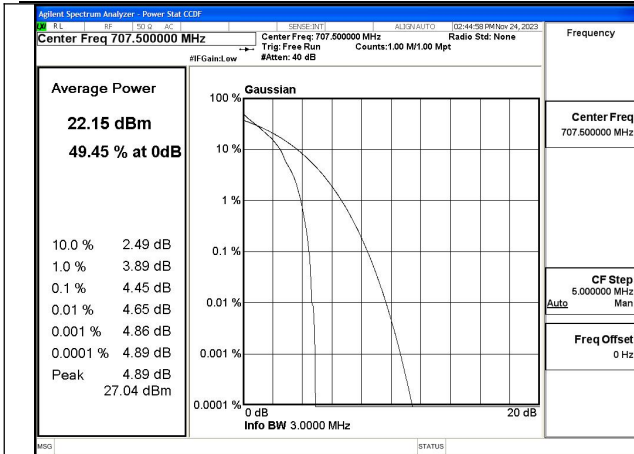 Agilent Spectrum Analyzer - Power Stat CCDF
RL RF 50 Ω AC SENSE:INT ALIGN AUTO 02:44:58 PM Nov 24, 2023
Center Freq 707.500000 MHz
Center Freq: 707.500000 MHz Radio Std: None
Trig: Free Run Counts:1.00 M/1.00 Mpt
#IFGain:Low #Atten: 40 dB
Frequency
Average Power
22.15 dBm
49.45 % at 0dB
10.0 % 2.49 dB
1.0 % 3.89 dB
0.1 % 4.45 dB
0.01 % 4.65 dB
0.001 % 4.86 dB
0.0001 % 4.89 dB
Peak 4.89 dB
27.04 dBm
Gaussian
100 %
10 %
1 %
0.1 %
0.01 %
0.001 %
0.0001 %
0 dB 20 dB
Info BW 3.0000 MHz
Center Freq
707.500000 MHz
CF Step
5.000000 MHz
Auto Man
Freq Offset
0 Hz
MSG STATUS